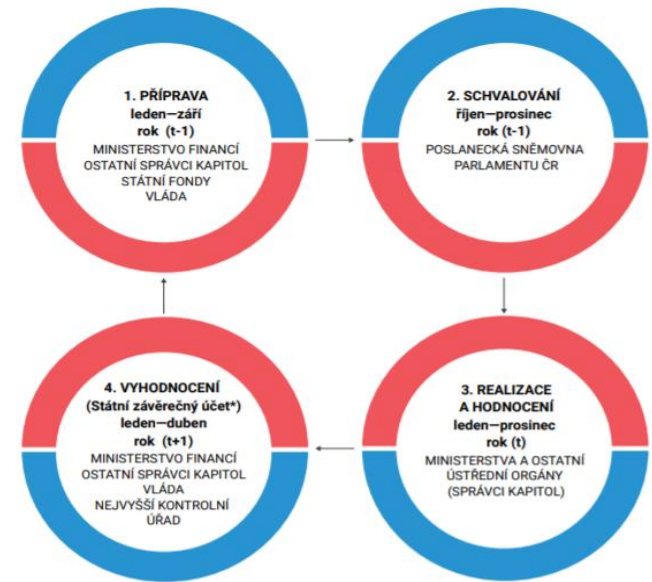 1. PŘÍPRAVA
leden—září
rok (t-1)
MINISTERSTVO FINANCÍ
OSTATNÍ SPRÁVCI KAPITOL
STÁTNÍ FONDY
VLÁDA
2. SCHVALOVÁNÍ
říjen—prosinec
rok (t-1)
POSLANECKÁ SNĚMOVNA
PARLAMENTU ČR
3. REALIZACE
A HODNOCENÍ
leden—prosinec
rok (t)
MINISTERSTVA A OSTATNÍ
ÚSTŘEDNÍ ORGÁNY
(SPRÁVCI KAPITOL)
4. VYHODNOCENÍ
(Státní závěrečný účet*)
leden—duben
rok (t+1)
MINISTERSTVO FINANCÍ
OSTATNÍ SPRÁVCI KAPITOL
VLÁDA
NEJVYŠŠÍ KONTROLNÍ
ÚŘAD